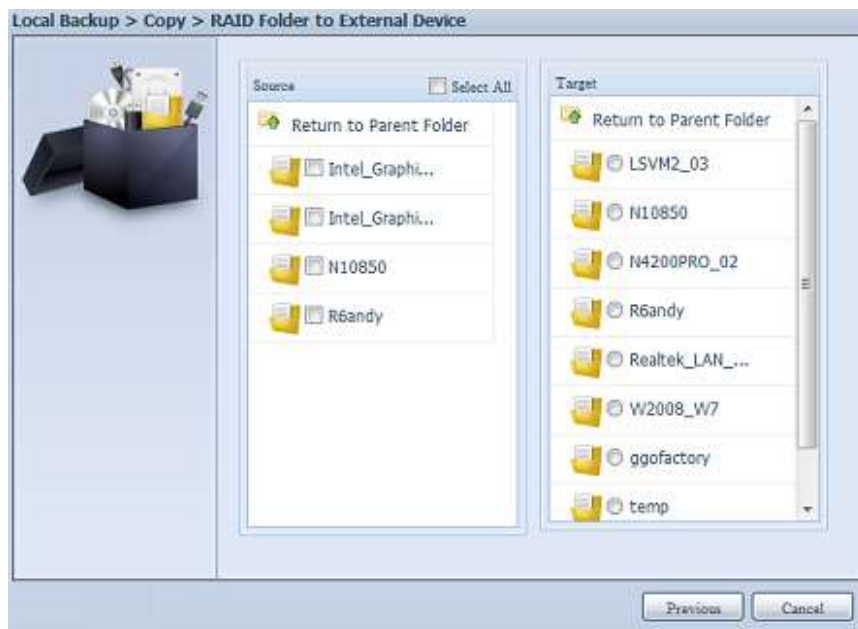 Local Backup > Copy > RAID Folder to External Device
Source
Select All
Return to Parent Folder
Intel_Graphi...
Intel_Graphi...
N10850
R6andy
Target
Return to Parent Folder
LSVM2_03
N10850
N4200PRO_02
R6andy
Realtek_LAN_...
W2008_W7
ggofactory
temp
Previous
Cancel